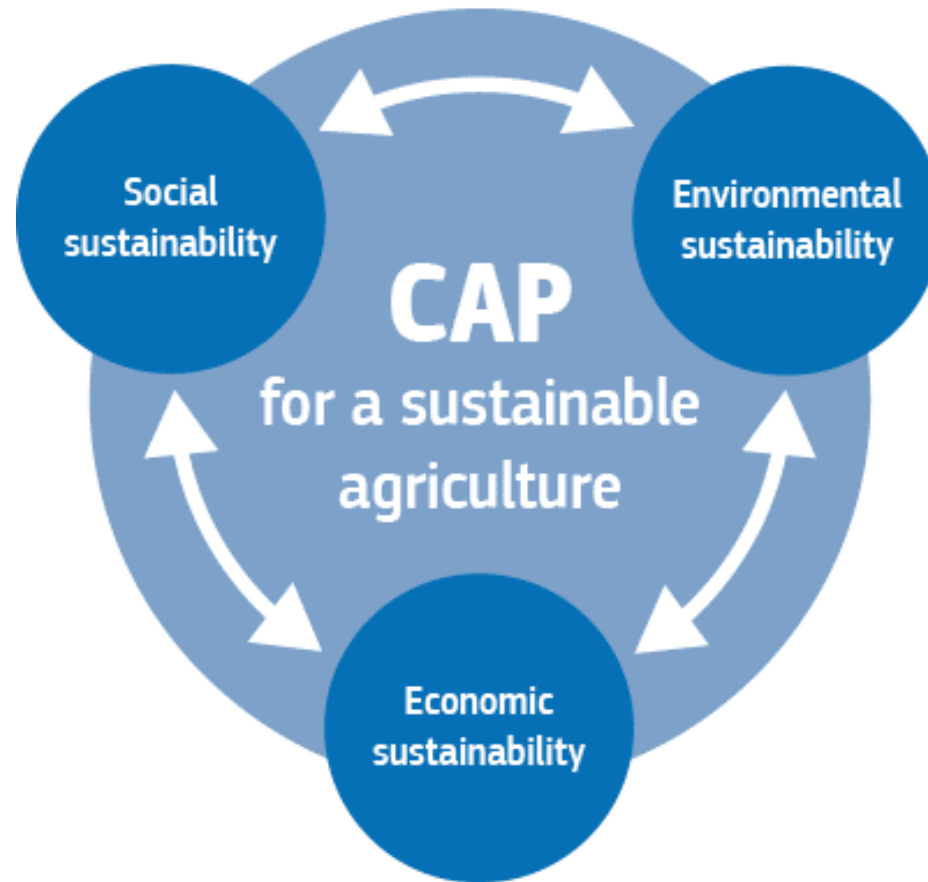 Social
sustainability
Environmental
sustainability
CAP
for a sustainable
agriculture
Economic
sustainability